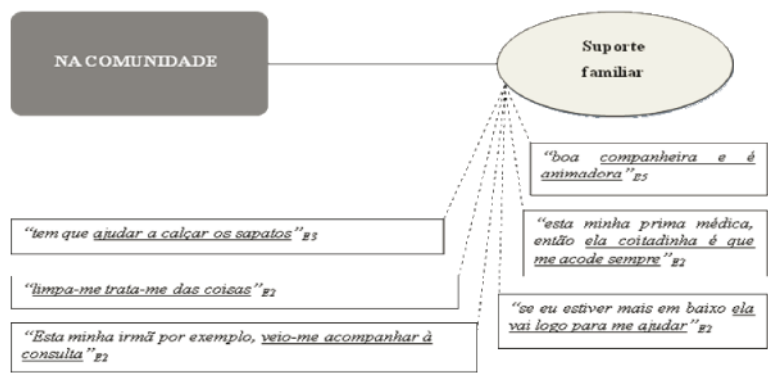 NA COMUNIDADE
Suporte
familiar
“boa companheira e é
animadora”E5
“tem que ajudar a calçar os sapatos”E5
“esta minha prima médica,
então ela coitadinha é que
me acode sempre”E2
“limpa-me trata-me das coisas”E2
“se eu estiver mais em baixo ela
vai logo para me ajudar”E2
“Esta minha irmã por exemplo, veio-me acompanhar à
consulta”E2